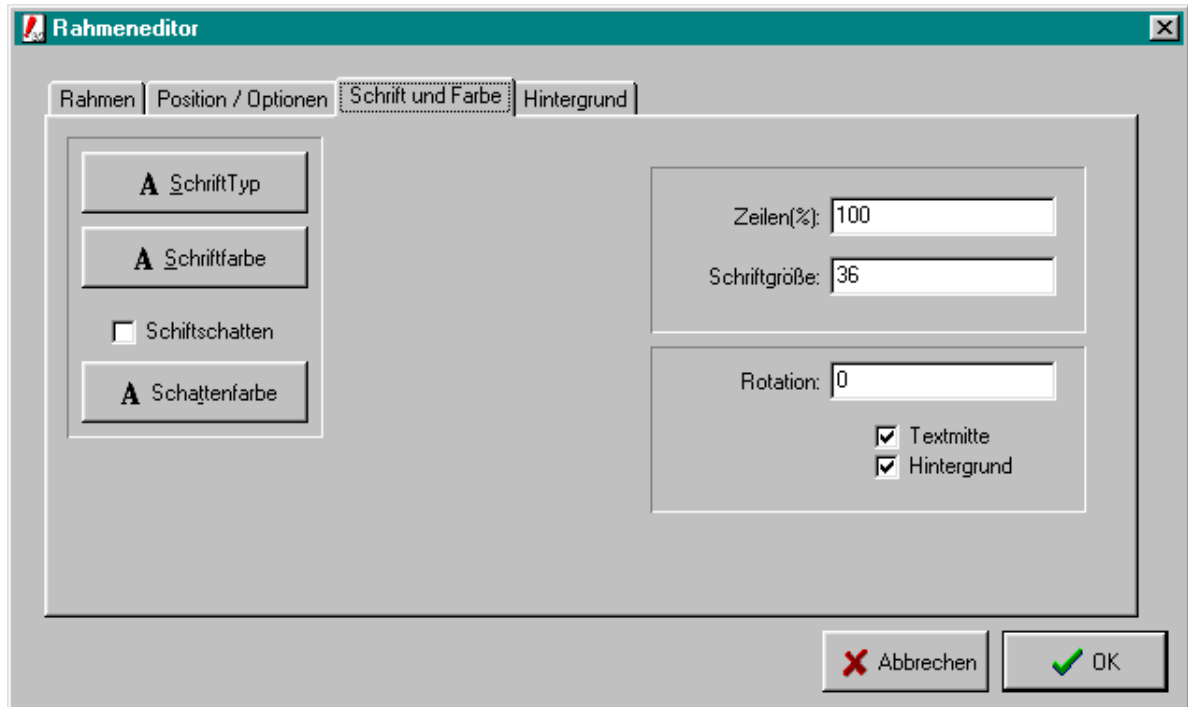 Rahmeneditor
Rahmen Position / Optionen Schrift und Farbe Hintergrund
A SchriftTyp
A Schriftfarbe
Schiftschatten
A Schattenfarbe
Zeilen(%): 100
Schriftgröße: 36
Rotation: 0
Textmitte
Hintergrund
Abbrechen OK